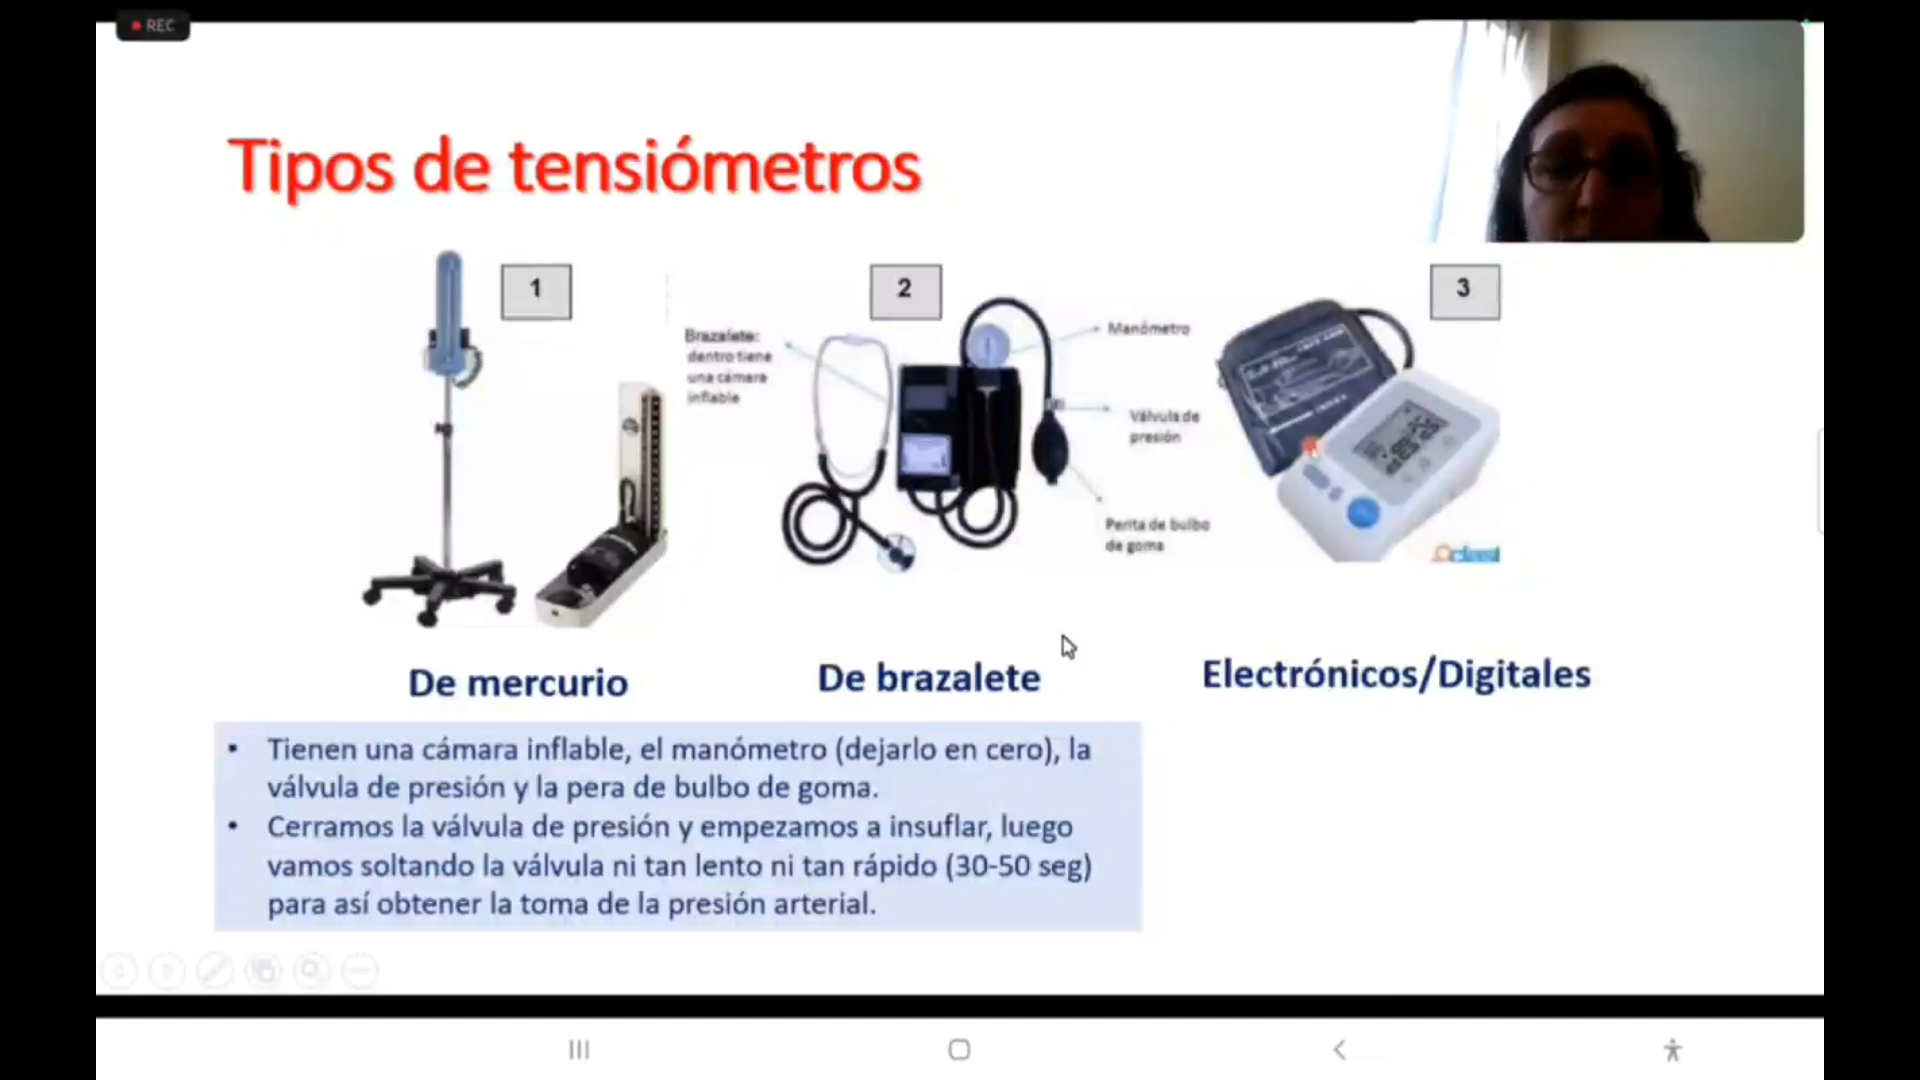 REC
Tipos de tensiómetros
1
2
3
Brazalete:
dentro tiene
una cámara
inflable
Manómetro
Válvula de
presión
Perita de bulbo
de goma
De mercurio
De brazalete
Electrónicos/Digitales
• Tienen una cámara inflable, el manómetro (dejarlo en cero), la
válvula de presión y la pera de bulbo de goma.
• Cerramos la válvula de presión y empezamos a insuflar, luego
vamos soltando la válvula ni tan lento ni tan rápido (30-50 seg)
para así obtener la toma de la presión arterial.